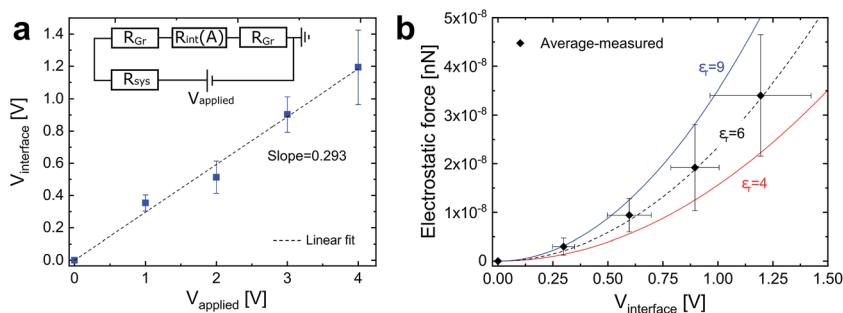 a
R_Gr
R_int(A)
R_Gr
R_sys
V_applied
Slope=0.293
Linear fit
V_interface [V]
1.4
1.2
1.0
0.8
0.6
0.4
0.2
0.0
0 1 2 3 4
V_applied [V]
b
Average-measured
ε_r=9
ε_r=6
ε_r=4
Electrostatic force [nN]
5x10^-8
4x10^-8
3x10^-8
2x10^-8
1x10^-8
0
0.00 0.25 0.50 0.75 1.00 1.25 1.50
V_interface [V]